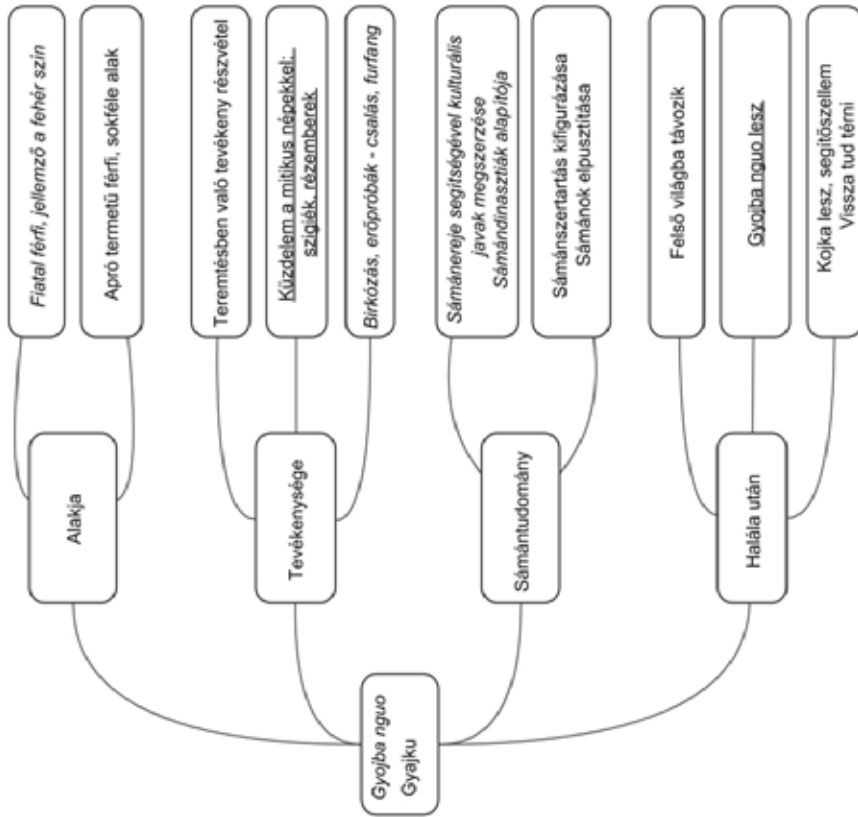 Gyojba nguo
Gyajku
Alakja
Fiatal férfi, jellemző a fehér szín
Apró termetű férfi, sokféle alak
Tevékenysége
Teremtésben való tevékeny részvétel
Küzdelem a mitikus népekkel:
szigiék, rézemberek
Birkózás, erőpróbák - csalás, furfang
Sámántudomány
Sámánereje segítségével kulturális
javak megszerzése
Sámándinasztiák alapítója
Sámánszertartás kifigurázása
Sámánok elpusztítása
Halála után
Felső világba távozik
Gyojba nguo lesz
Kojka lesz, segítőszellem
Vissza tud térni